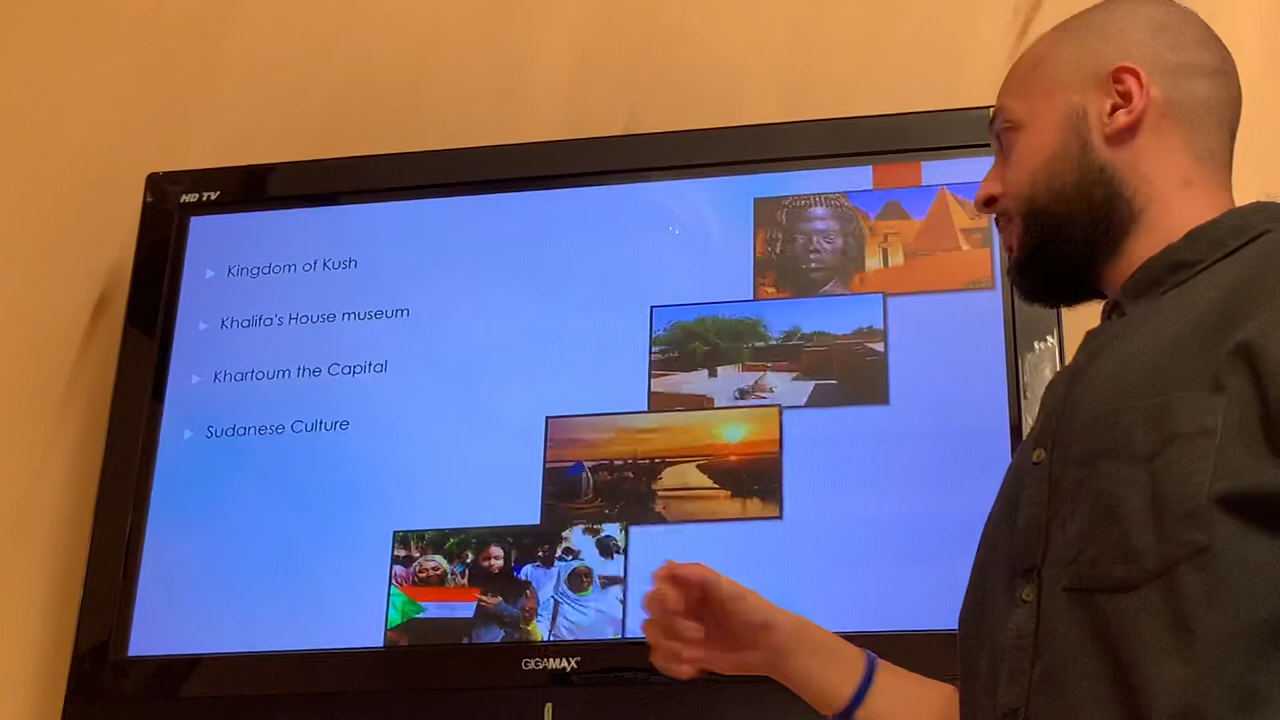 HD TV
Kingdom of Kush
Khalifa's House museum
Khartoum the Capital
Sudanese Culture
GIGAMAX